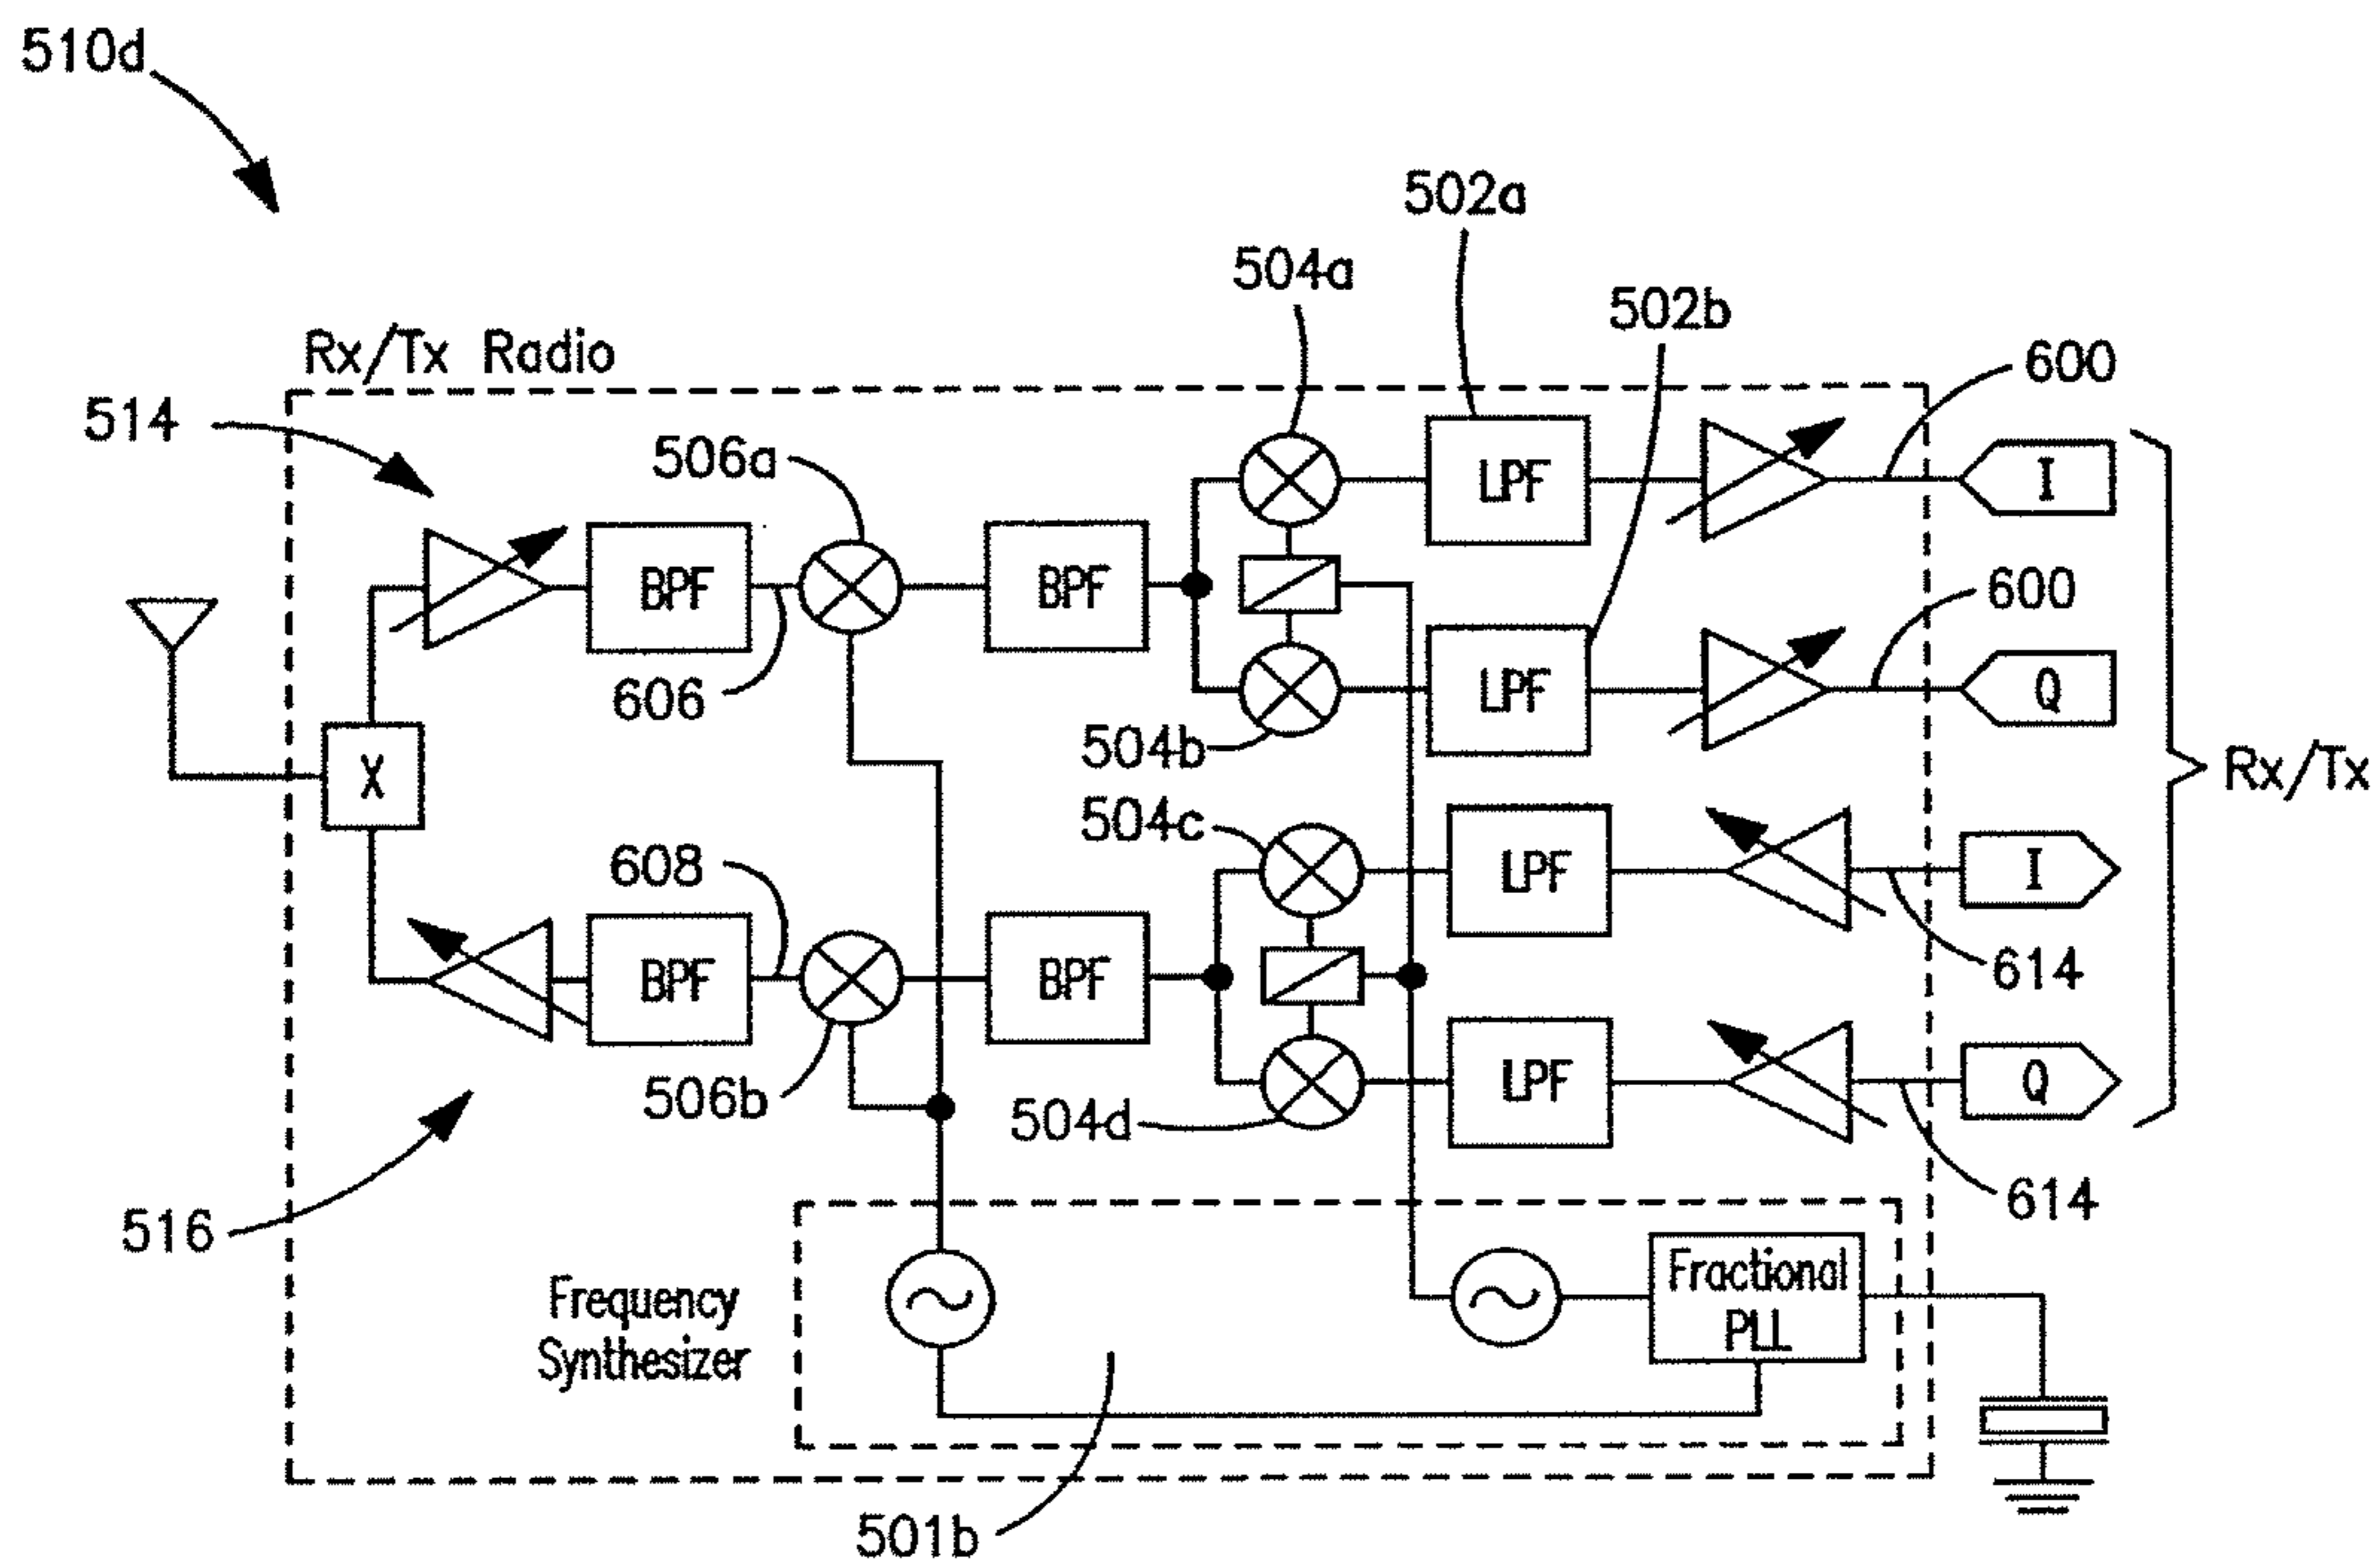 510d
502a
504a
502b
Rx/Tx Radio
600
514
506a
LPF
I
BPF
BPF
600
606
LPF
Q
504b
X
Rx/Tx
504c
608
LPF
I
614
BPF
BPF
506b
504d
LPF
Q
516
614
Frequency
Synthesizer
Fractional
PLL
501b